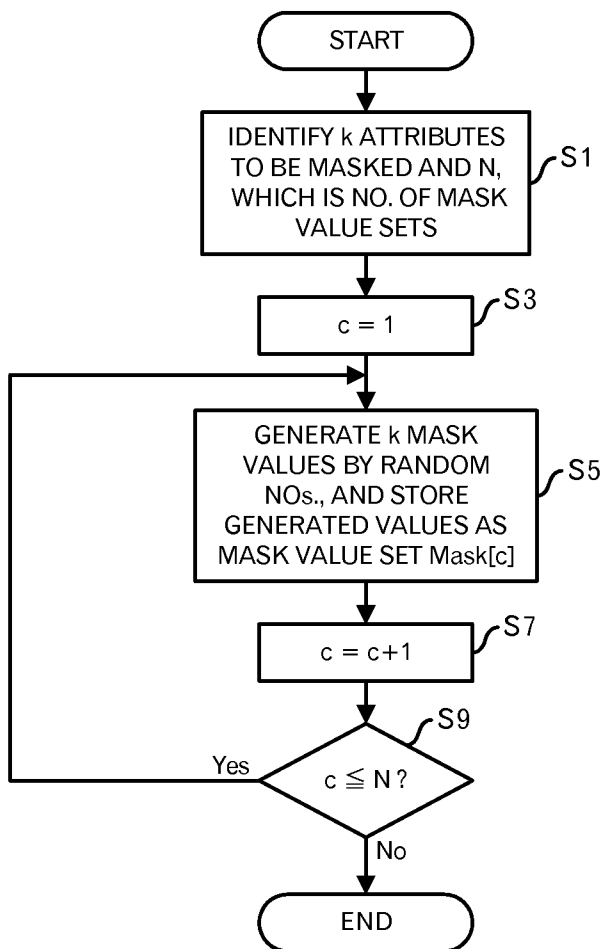 START
IDENTIFY k ATTRIBUTES
TO BE MASKED AND N,
WHICH IS NO. OF MASK
VALUE SETS
S1
c = 1
S3
GENERATE k MASK
VALUES BY RANDOM
NOs., AND STORE
GENERATED VALUES AS
MASK VALUE SET Mask[c]
S5
c = c+1
S7
S9
c ≦ N ?
Yes
No
END